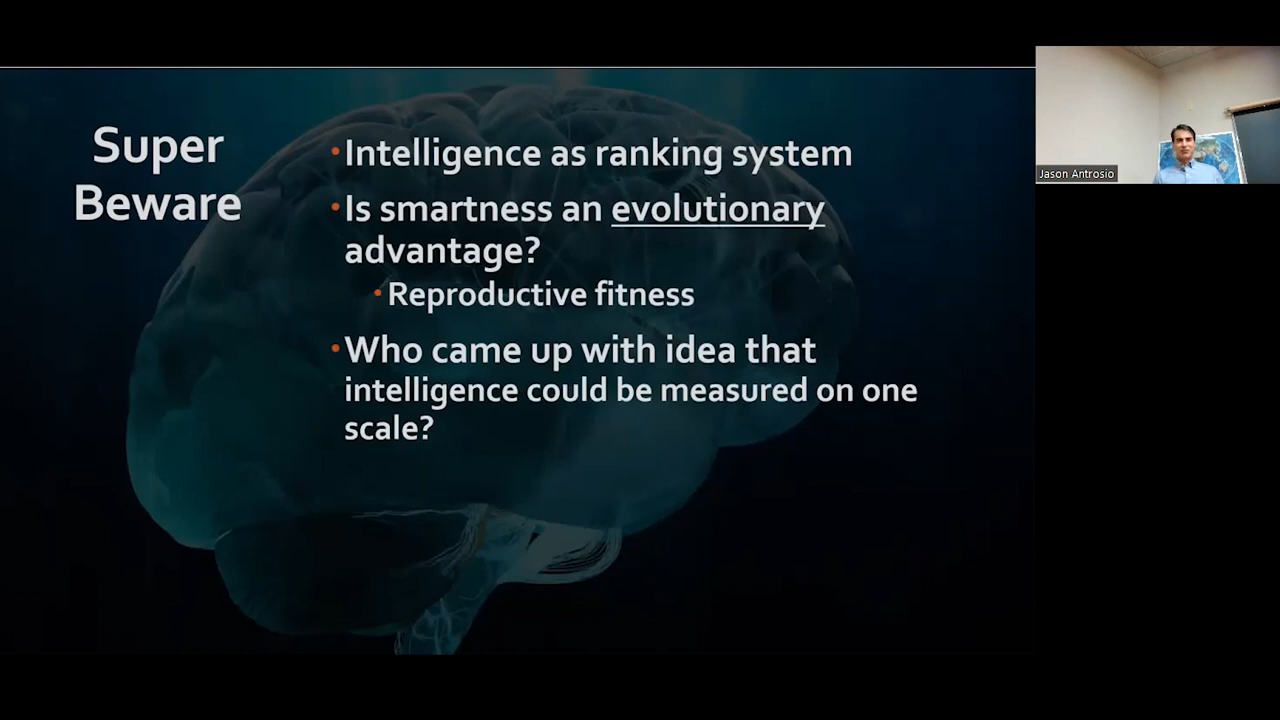 Super
Beware
•Intelligence as ranking system
•Is smartness an evolutionary
advantage?
•Reproductive fitness
•Who came up with idea that
intelligence could be measured on one
scale?
Jason Antrosio